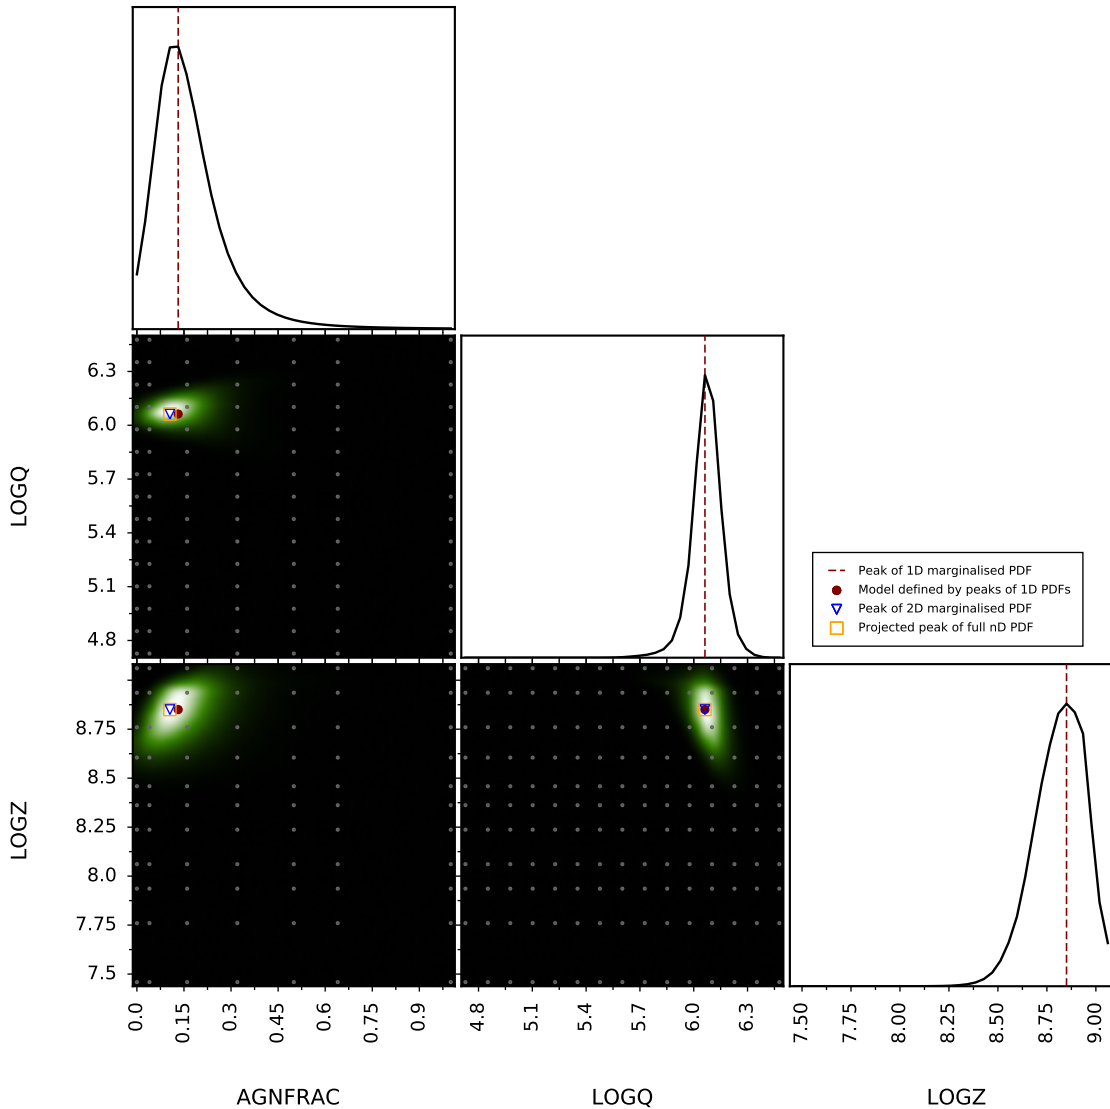 6.3
6.0
5.7
5.4
5.1
4.8
LOGQ
Peak of 1D marginalised PDF
Model defined by peaks of 1D PDFs
Peak of 2D marginalised PDF
Projected peak of full nD PDF
8.75
8.5
8.25
8.0
7.75
7.5
LOGZ
0.0 0.15 0.3 0.45 0.6 0.75 0.9
4.8 5.1 5.4 5.7 6.0 6.3
7.50 7.75 8.00 8.25 8.50 8.75 9.00
AGNFRAC LOGQ LOGZ